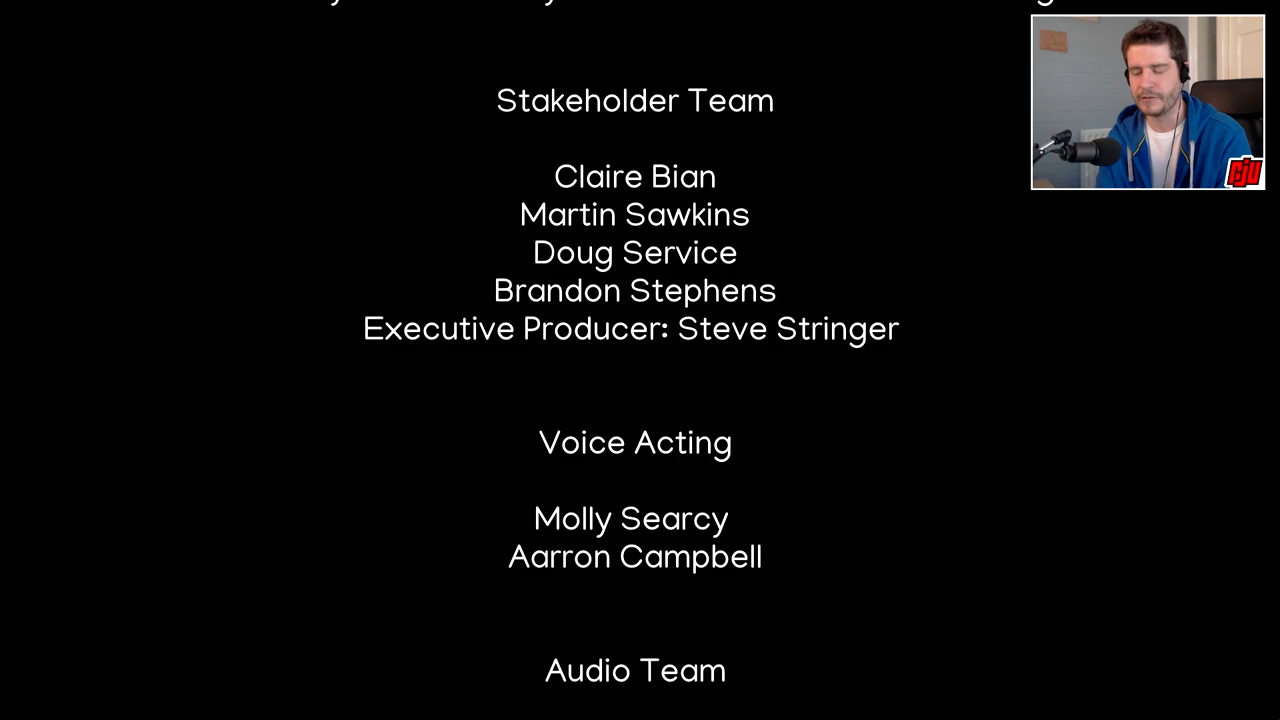 Stakeholder Team
Claire Bian
Martin Sawkins
Doug Service
Brandon Stephens
Executive Producer: Steve Stringer
Voice Acting
Molly Searcy
Aarron Campbell
Audio Team
rju